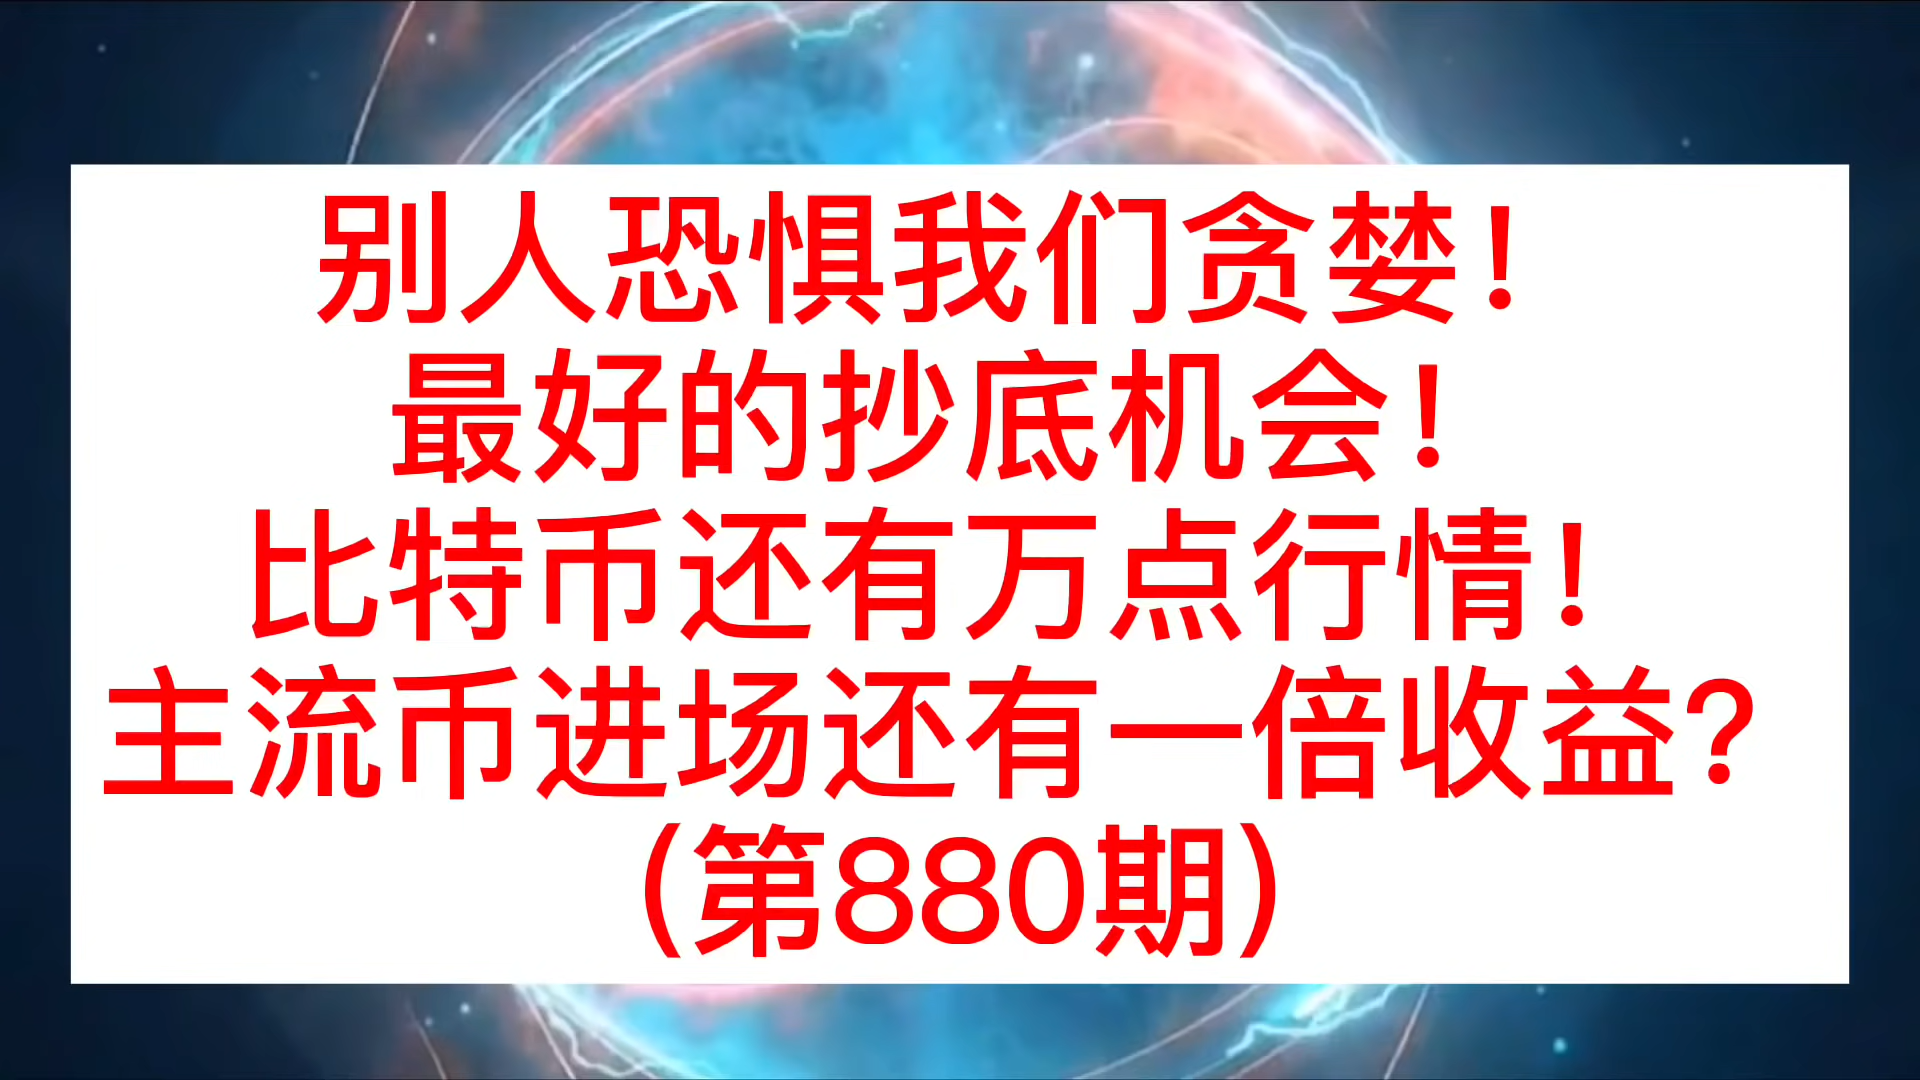 别人恐惧我们贪婪！
最好的抄底机会！
比特币还有万点行情！
主流币进场还有一倍收益？
(第880期)